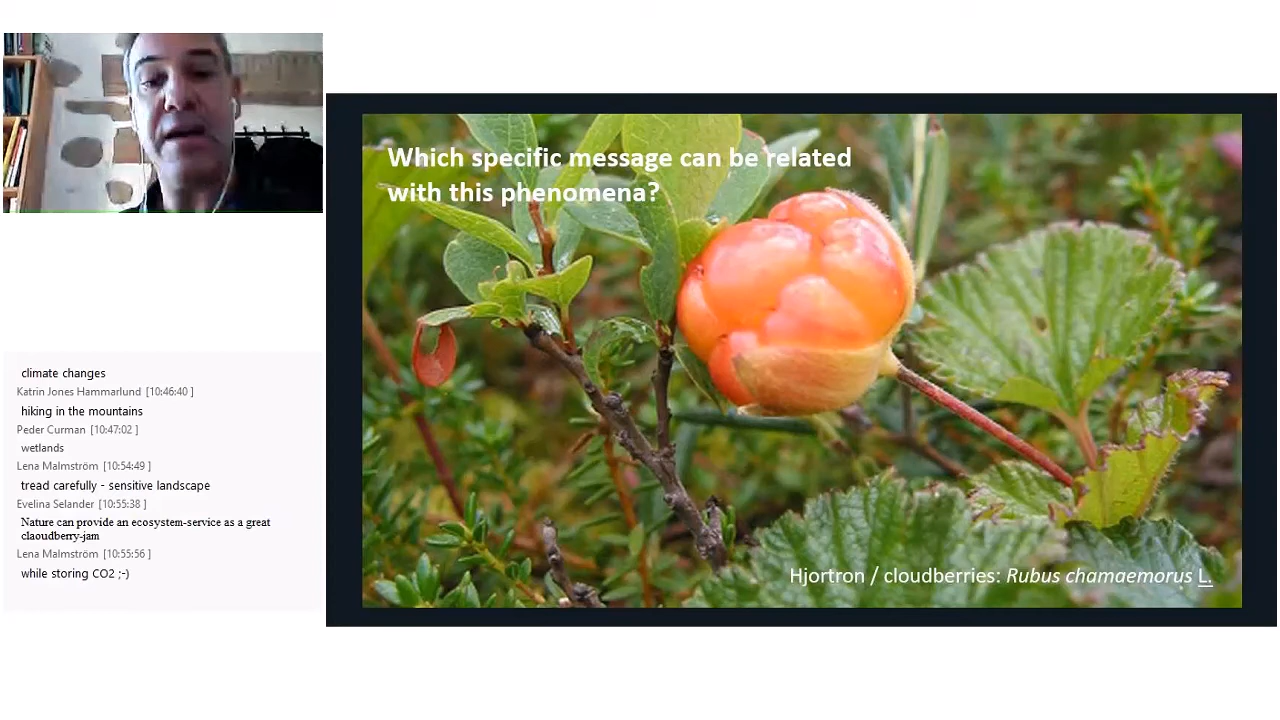 Which specific message can be related
with this phenomena?
Hjortron / cloudberries: Rubus chamaemorus L.
climate changes
Katrin Jones Hammarlund [10:46:40 ]
hiking in the mountains
Peder Curman [10:47:02 ]
wetlands
Lena Malmström [10:54:49 ]
tread carefully - sensitive landscape
Evelina Selander [10:55:38 ]
Nature can provide an ecosystem-service as a great
claoudberry-jam
Lena Malmström [10:55:56 ]
while storing CO2 ;-)